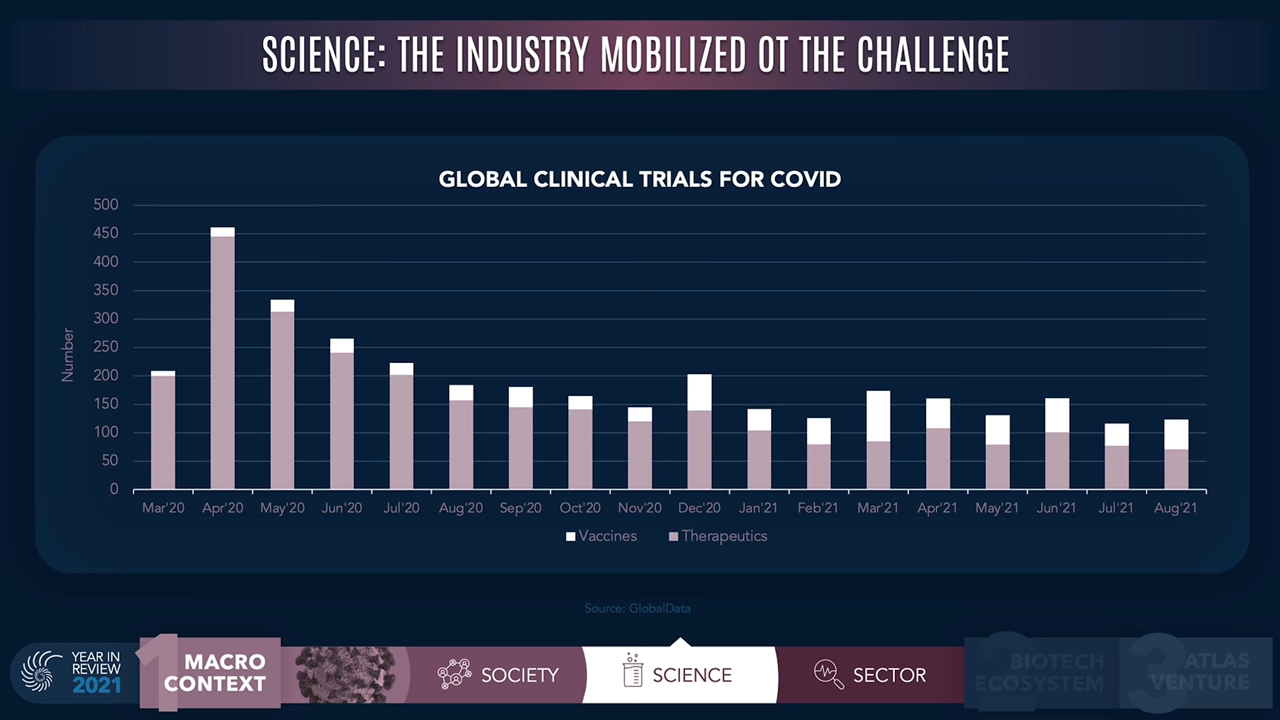 SCIENCE: THE INDUSTRY MOBILIZED OT THE CHALLENGE
GLOBAL CLINICAL TRIALS FOR COVID
500
450
400
350
300
250
200
150
100
50
0
Number
Mar'20 Apr'20 May'20 Jun'20 Jul'20 Aug'20 Sep'20 Oct'20 Nov'20 Dec'20 Jan'21 Feb'21 Mar'21 Apr'21 May'21 Jun'21 Jul'21 Aug'21
Vaccines Therapeutics
Source: GlobalData
YEAR IN
REVIEW
2021
1 MACRO
CONTEXT
SOCIETY
SCIENCE
SECTOR
2 BIOTECH
ECOSYSTEM
3 ATLAS
VENTURE